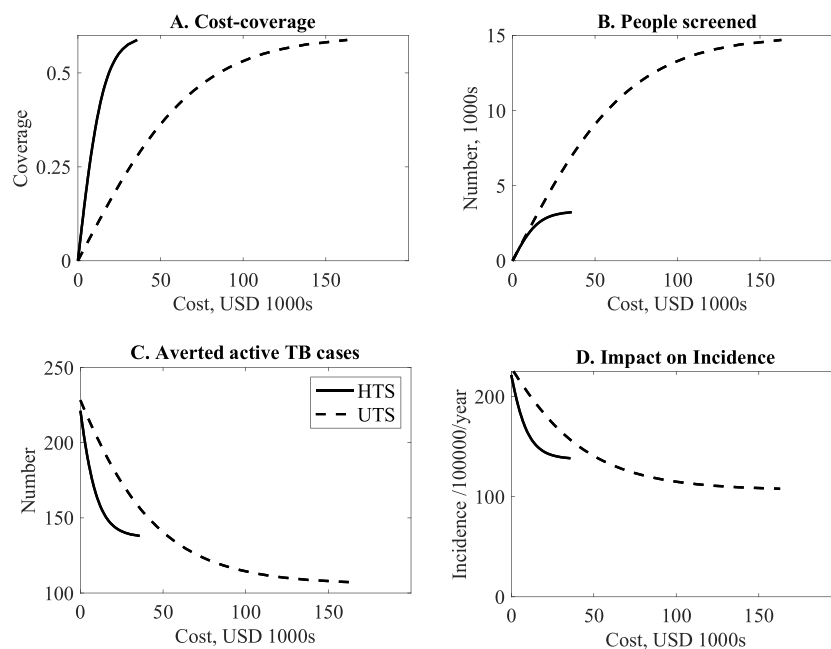 A. Cost-coverage
0.5
0.25
0
Coverage
0 50 100 150
Cost, USD 1000s
B. People screened
15
10
5
0
Number, 1000s
0 50 100 150
Cost, USD 1000s
C. Averted active TB cases
250
200
150
100
Number
HTS
UTS
0 50 100 150
Cost, USD 1000s
D. Impact on Incidence
200
100
0
Incidence /100000/year
0 50 100 150
Cost, USD 1000s